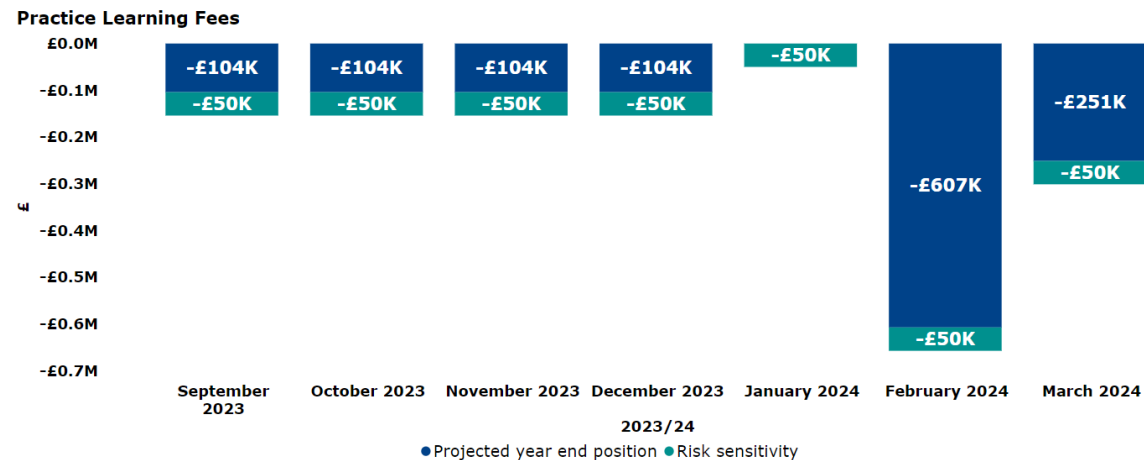 Practice Learning Fees
£0.0M
-£0.1M
-£0.2M
-£0.3M
-£0.4M
-£0.5M
-£0.6M
-£0.7M
£
-£104K
-£50K
-£104K
-£50K
-£104K
-£50K
-£104K
-£50K
-£50K
-£607K
-£50K
-£251K
-£50K
September
2023
October 2023
November 2023
December 2023
January 2024
February 2024
March 2024
2023/24
Projected year end position
Risk sensitivity